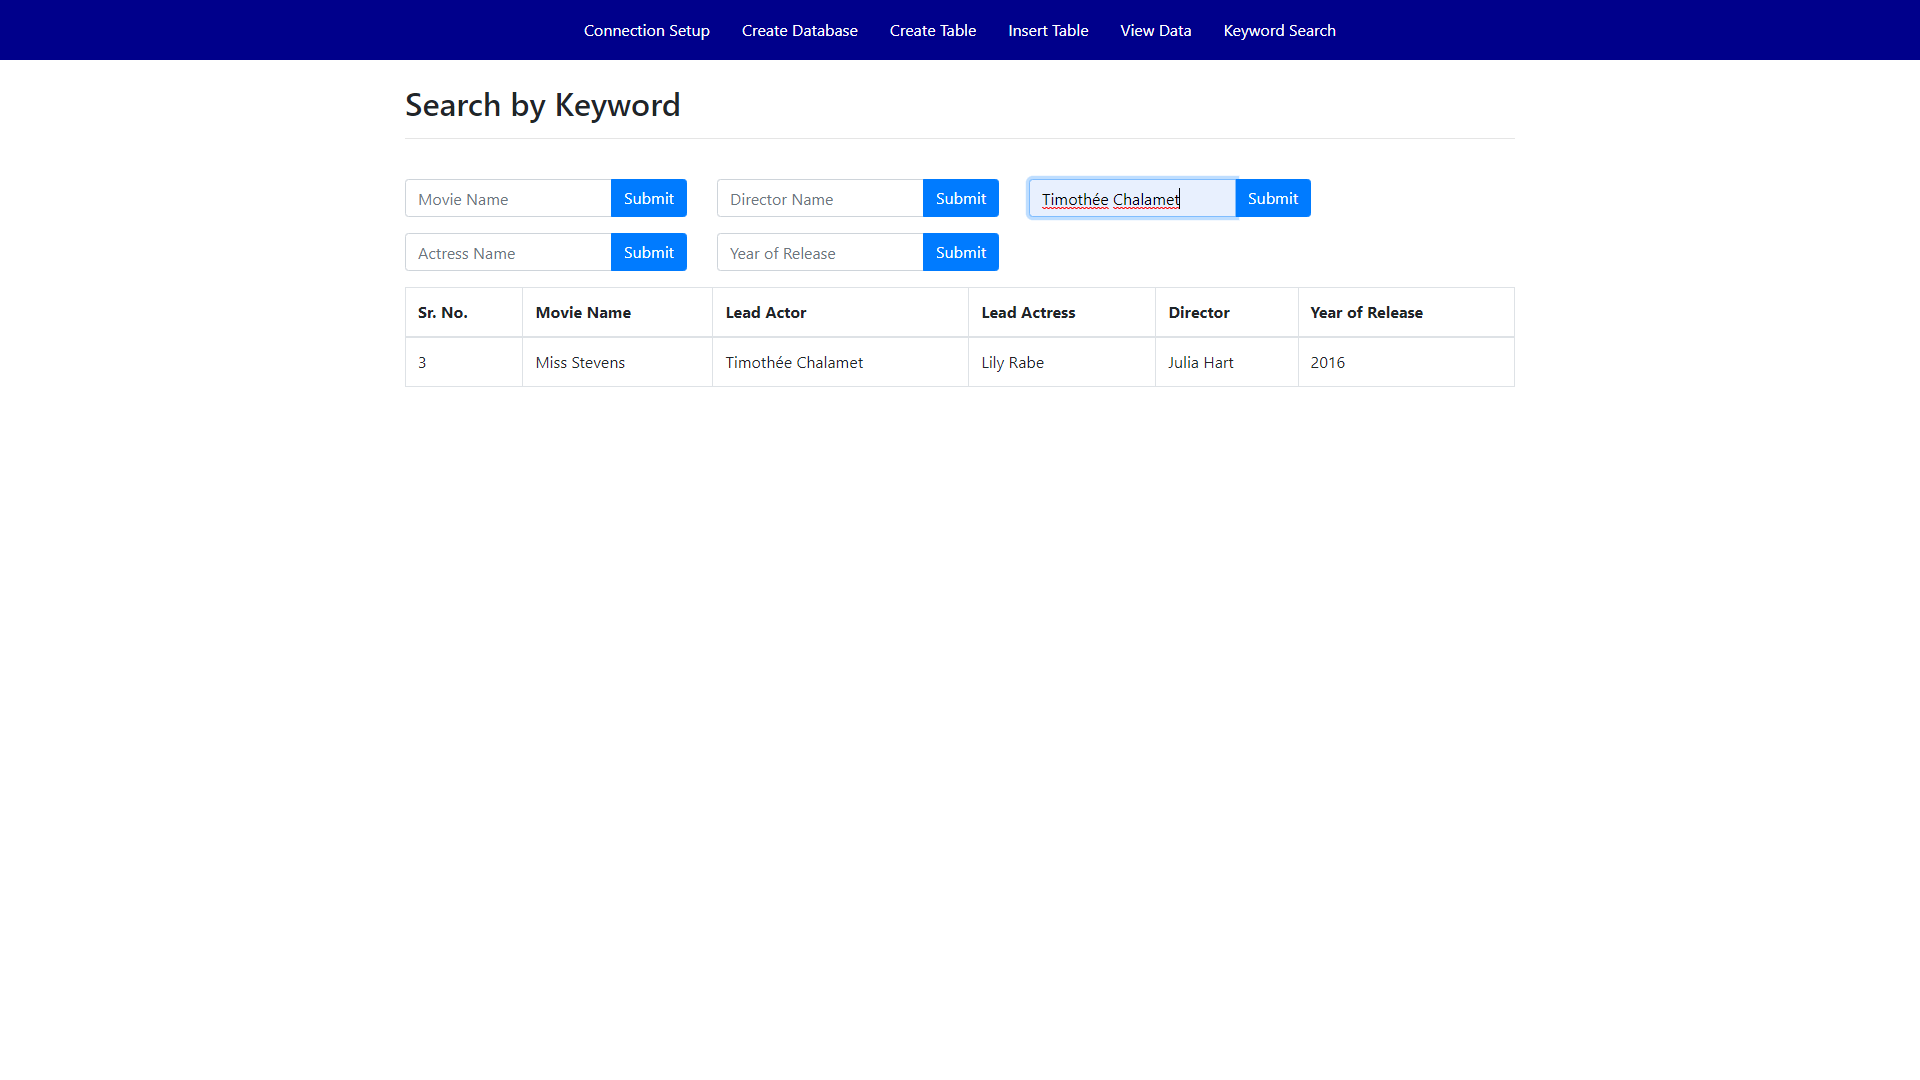 Connection Setup Create Database Create Table Insert Table View Data Keyword Search
Search by Keyword
Movie Name Submit Director Name Submit Timothée Chalamet Submit
Actress Name Submit Year of Release Submit
Sr. No. Movie Name Lead Actor Lead Actress Director Year of Release
3 Miss Stevens Timothée Chalamet Lily Rabe Julia Hart 2016